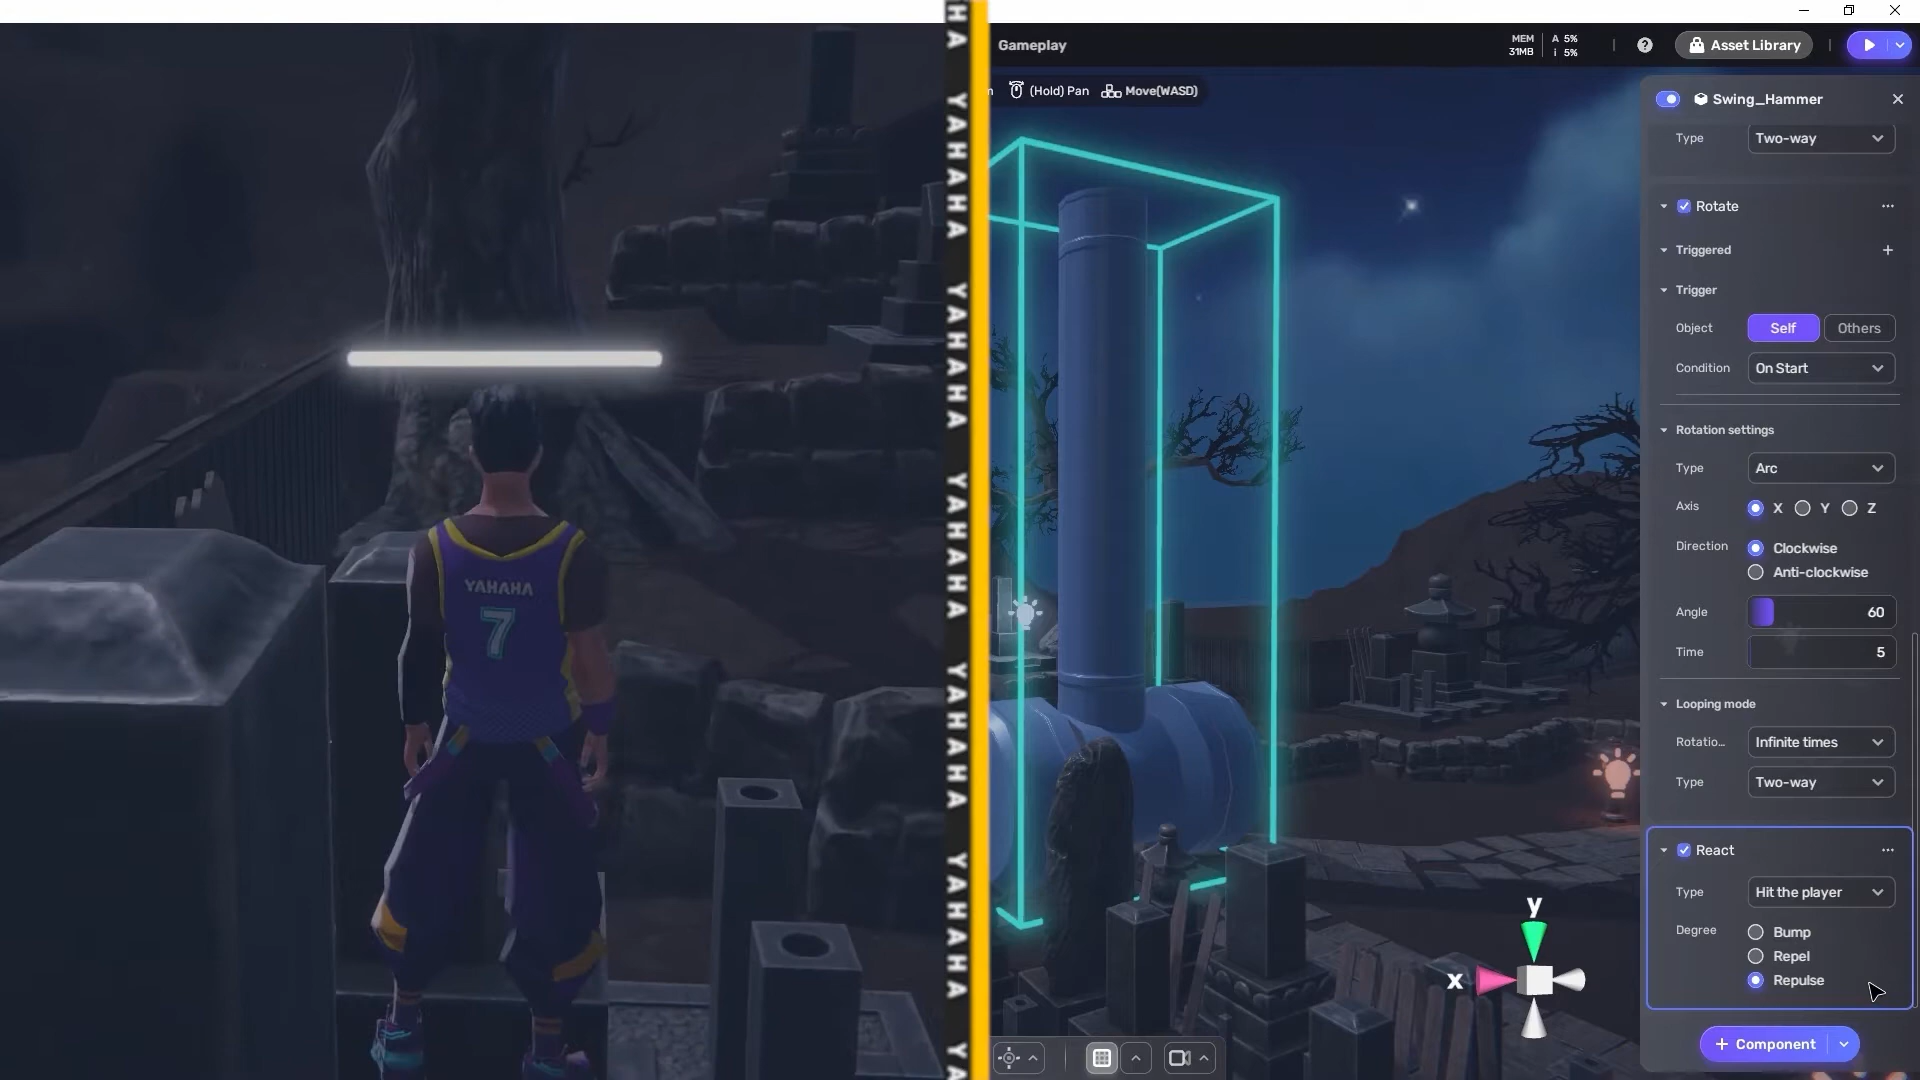 Gameplay
MEM
31MB
A 5%
i 5%
Asset Library
(Hold) Pan
Move(WASD)
Swing_Hammer
Type
Two-way
Rotate
Triggered
Trigger
Object
Self
Others
Condition
On Start
Rotation settings
Type
Arc
Axis
X
Y
Z
Direction
Clockwise
Anti-clockwise
Angle
60
Time
5
Looping mode
Rotatio...
Infinite times
Type
Two-way
React
Type
Hit the player
Degree
Bump
Repel
Repulse
+ Component
y
x
YAHAHA
7
HA
YAHAHA
YAHAHA
YAHAHA
YAHAHA
YAHAHA
Y